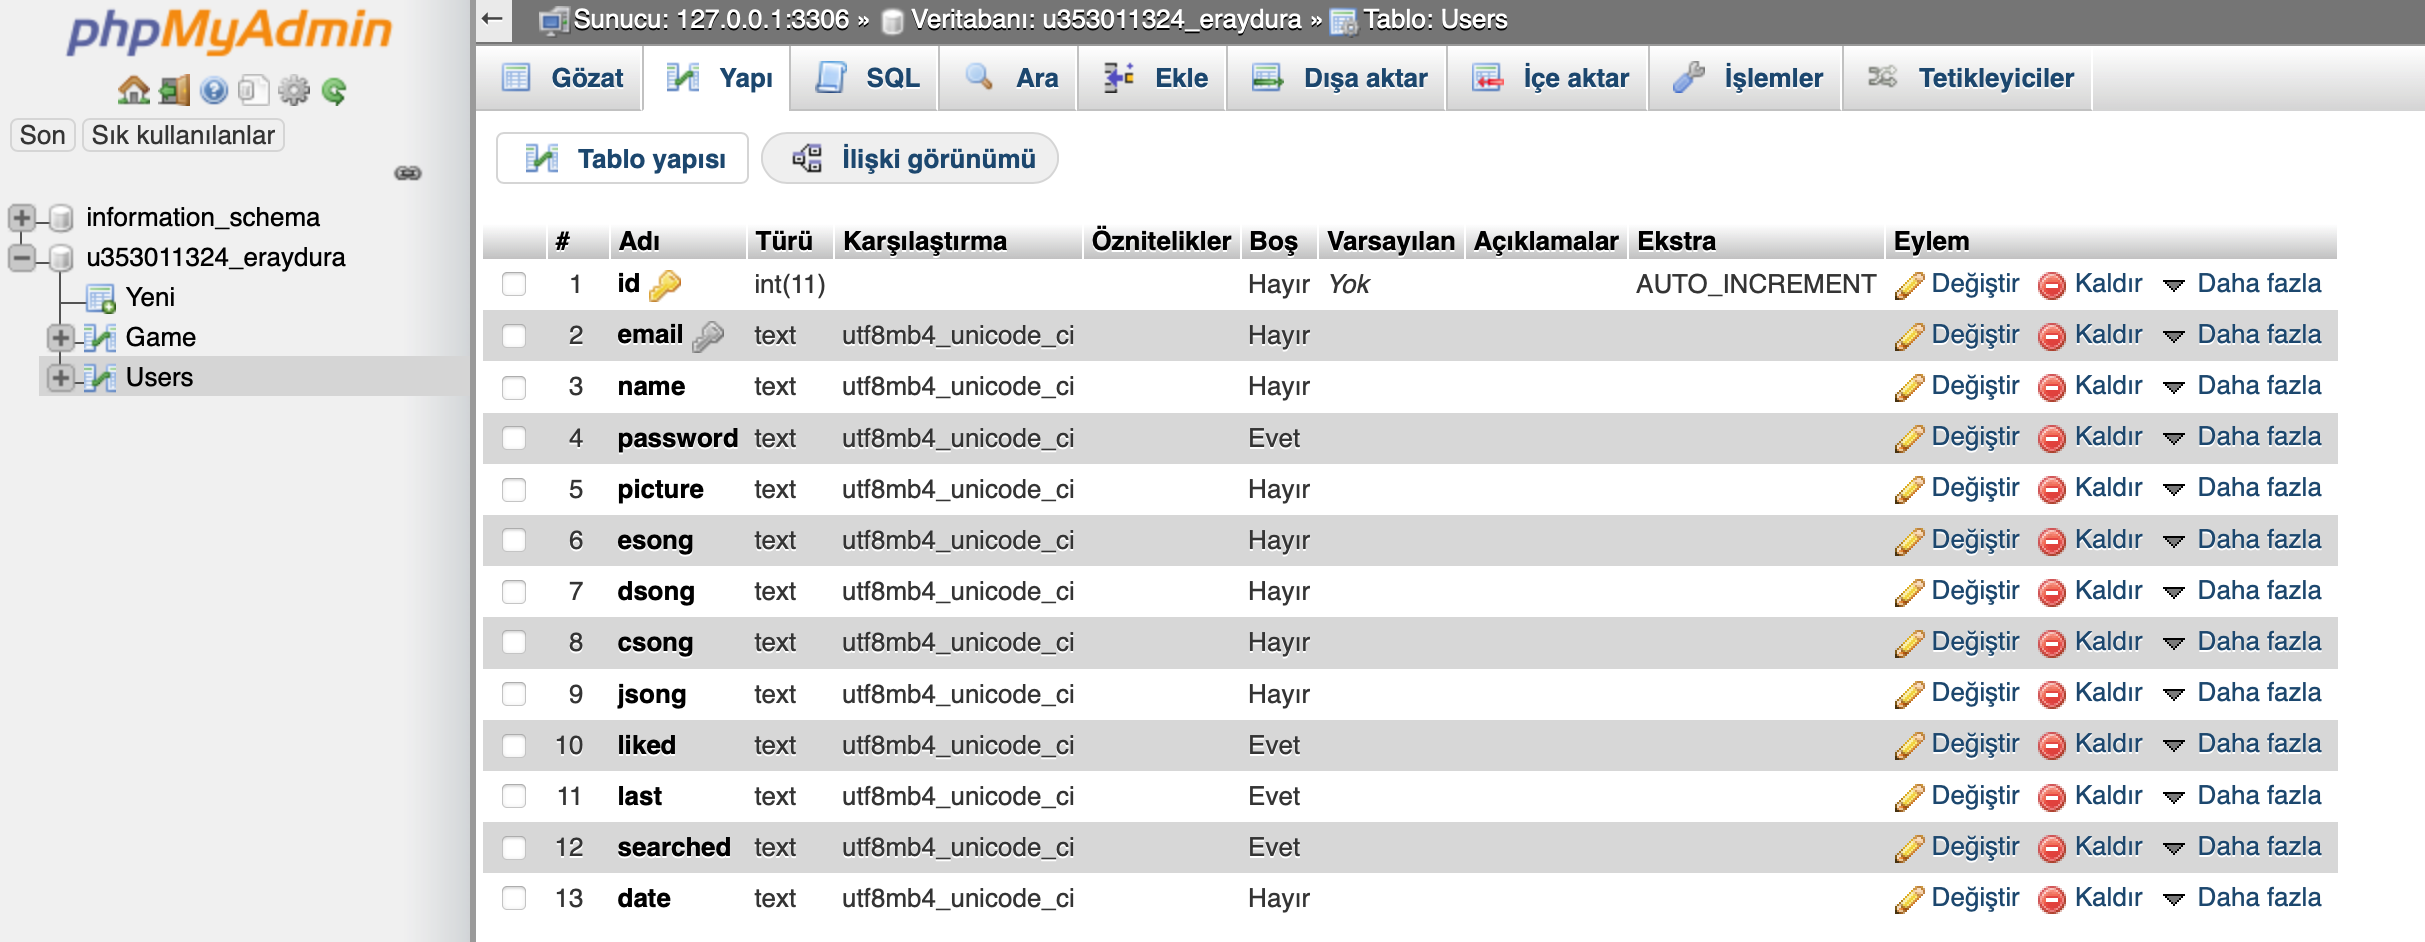 phpMyAdmin
Son Sık kullanılanlar
information_schema
u353011324_eraydura
Yeni
Game
Users
Sunucu: 127.0.0.1:3306 » Veritabanı: u353011324_eraydura » Tablo: Users
Gözat Yapı SQL Ara Ekle Dışa aktar İçe aktar İşlemler Tetikleyiciler
Tablo yapısı İlişki görünümü
# Adı Türü Karşılaştırma Öznitelikler Boş Varsayılan Açıklamalar Ekstra Eylem
1 id int(11) Hayır Yok AUTO_INCREMENT Değiştir Kaldır Daha fazla
2 email text utf8mb4_unicode_ci Hayır Değiştir Kaldır Daha fazla
3 name text utf8mb4_unicode_ci Hayır Değiştir Kaldır Daha fazla
4 password text utf8mb4_unicode_ci Evet Değiştir Kaldır Daha fazla
5 picture text utf8mb4_unicode_ci Hayır Değiştir Kaldır Daha fazla
6 esong text utf8mb4_unicode_ci Hayır Değiştir Kaldır Daha fazla
7 dsong text utf8mb4_unicode_ci Hayır Değiştir Kaldır Daha fazla
8 csong text utf8mb4_unicode_ci Hayır Değiştir Kaldır Daha fazla
9 jsong text utf8mb4_unicode_ci Hayır Değiştir Kaldır Daha fazla
10 liked text utf8mb4_unicode_ci Evet Değiştir Kaldır Daha fazla
11 last text utf8mb4_unicode_ci Evet Değiştir Kaldır Daha fazla
12 searched text utf8mb4_unicode_ci Evet Değiştir Kaldır Daha fazla
13 date text utf8mb4_unicode_ci Hayır Değiştir Kaldır Daha fazla